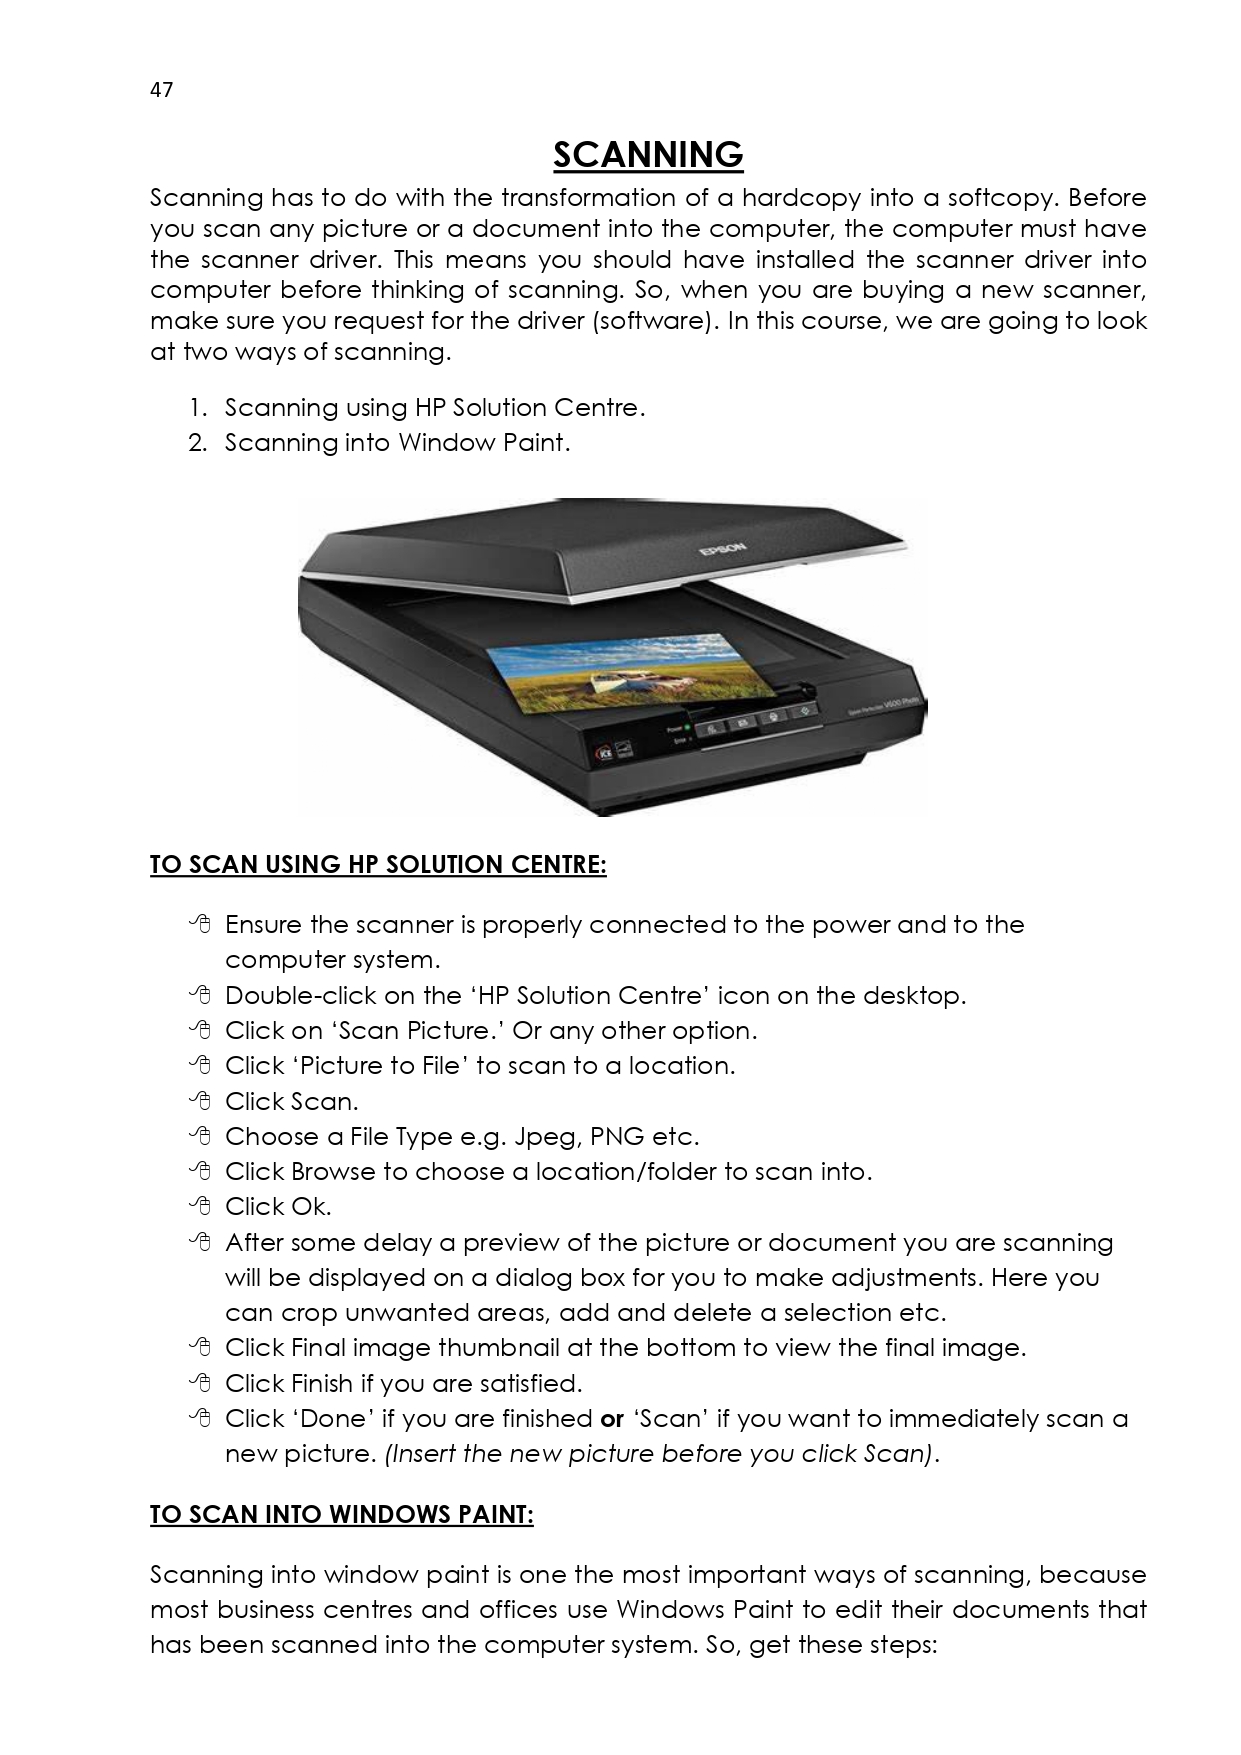 47
SCANNING
Scanning has to do with the transformation of a hardcopy into a softcopy. Before
you scan any picture or a document into the computer, the computer must have
the scanner driver. This means you should have installed the scanner driver into
computer before thinking of scanning. So, when you are buying a new scanner,
make sure you request for the driver (software). In this course, we are going to look
at two ways of scanning.
1. Scanning using HP Solution Centre.
2. Scanning into Window Paint.
EPSON
Epson Perfection V600 Photo
Power
Error
ICE
TO SCAN USING HP SOLUTION CENTRE:
Ensure the scanner is properly connected to the power and to the
computer system.
Double-click on the ‘HP Solution Centre’ icon on the desktop.
Click on ‘Scan Picture.’ Or any other option.
Click ‘Picture to File’ to scan to a location.
Click Scan.
Choose a File Type e.g. Jpeg, PNG etc.
Click Browse to choose a location/folder to scan into.
Click Ok.
After some delay a preview of the picture or document you are scanning
will be displayed on a dialog box for you to make adjustments. Here you
can crop unwanted areas, add and delete a selection etc.
Click Final image thumbnail at the bottom to view the final image.
Click Finish if you are satisfied.
Click ‘Done’ if you are finished or ‘Scan’ if you want to immediately scan a
new picture. (Insert the new picture before you click Scan).
TO SCAN INTO WINDOWS PAINT:
Scanning into window paint is one the most important ways of scanning, because
most business centres and offices use Windows Paint to edit their documents that
has been scanned into the computer system. So, get these steps: